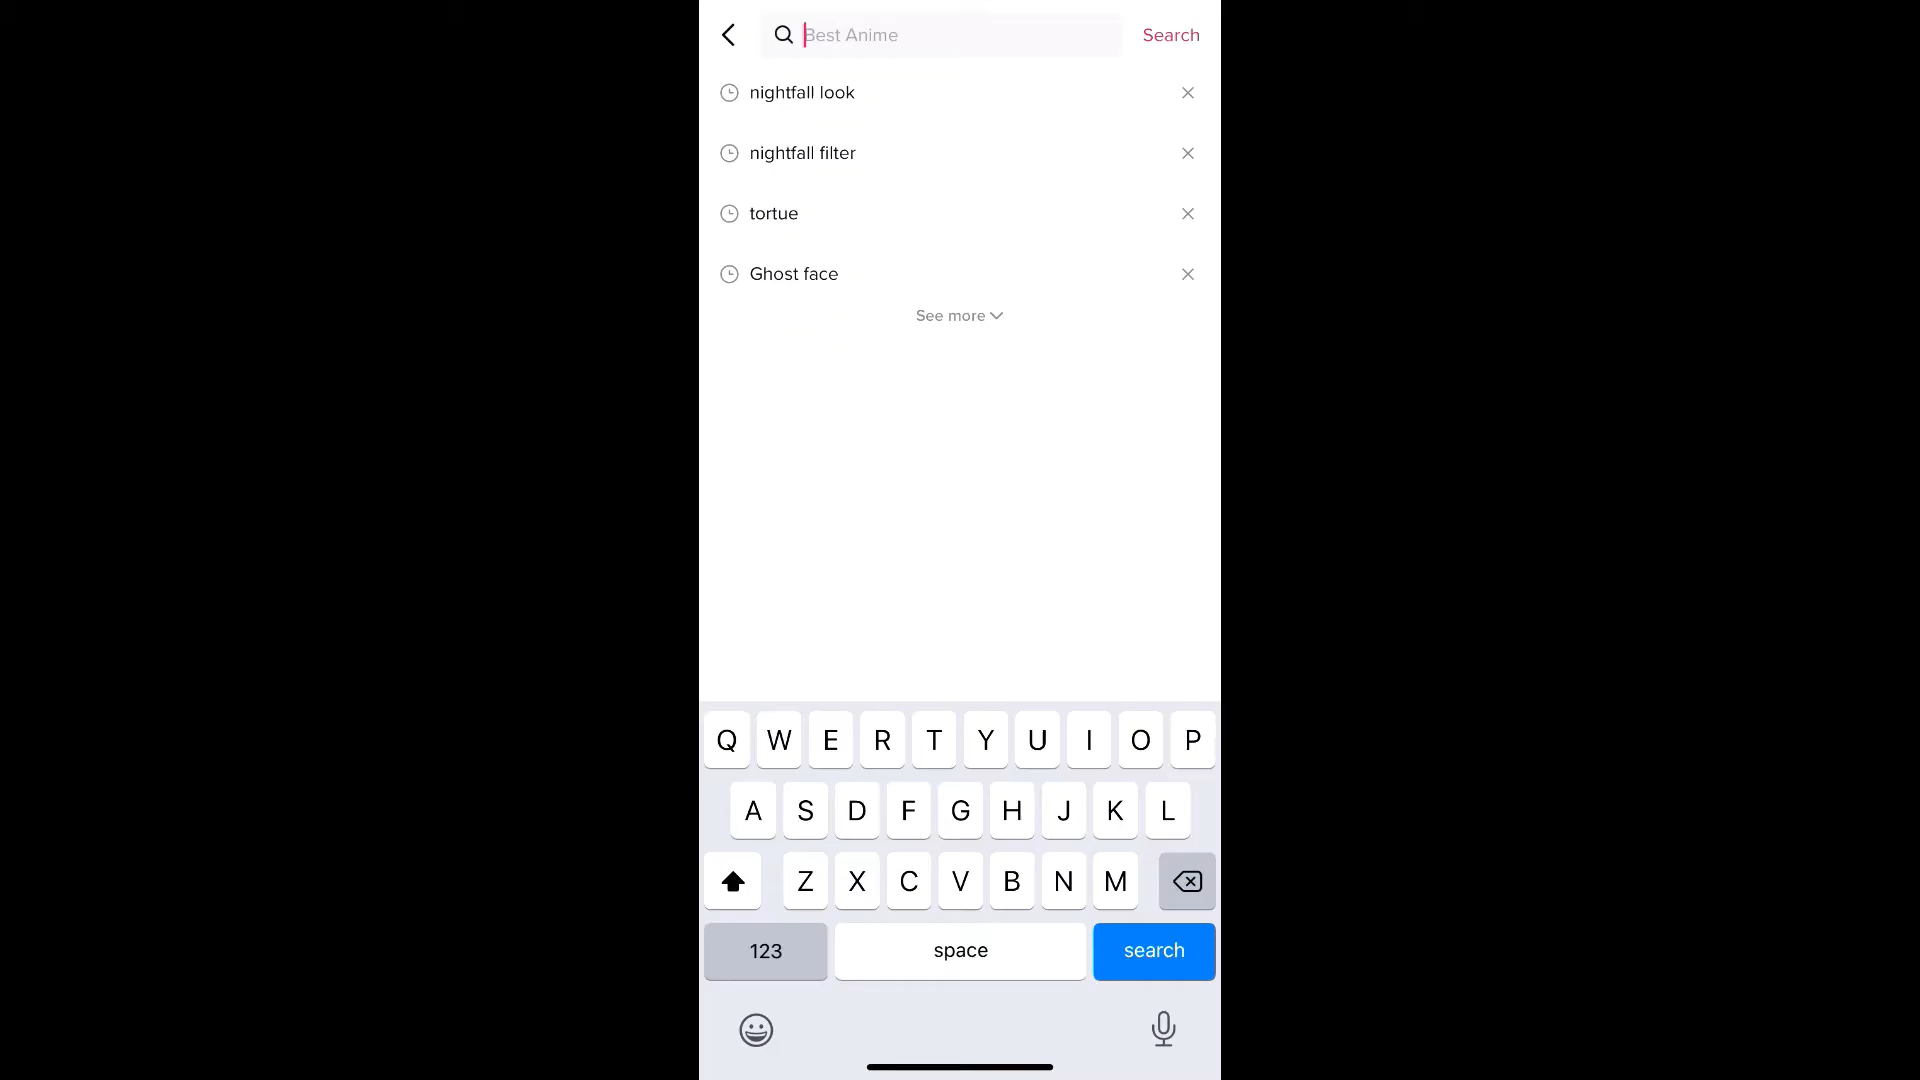 Best Anime
Search
nightfall look
nightfall filter
tortue
Ghost face
See more
Q W E R T Y U I O P
A S D F G H J K L
Z X C V B N M
123 space search